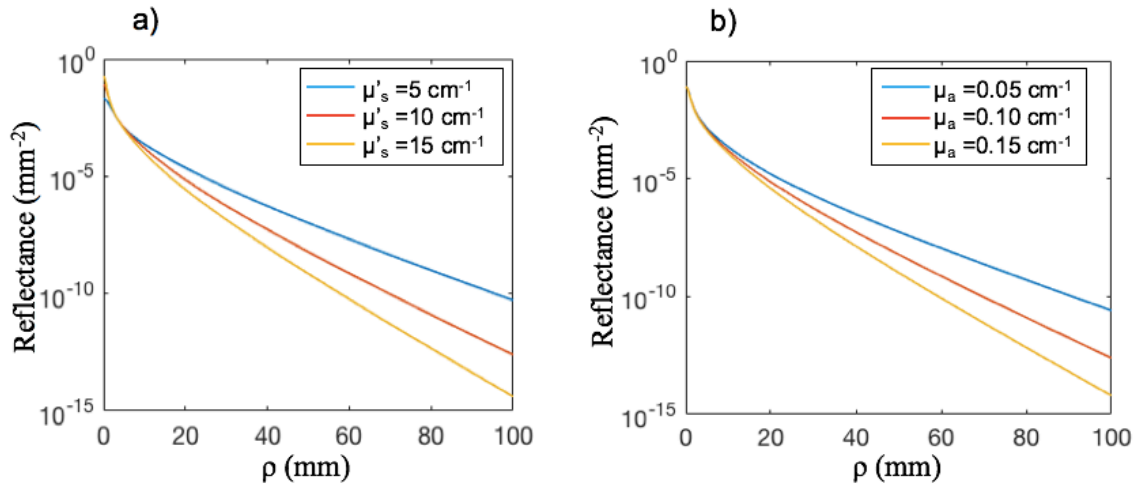 a)
10⁰
10⁻⁵
10⁻¹⁰
10⁻¹⁵
Reflectance (mm⁻²)
μ'ₛ =5 cm⁻¹
μ'ₛ =10 cm⁻¹
μ'ₛ =15 cm⁻¹
0 20 40 60 80 100
ρ (mm)
b)
10⁰
10⁻⁵
10⁻¹⁰
10⁻¹⁵
Reflectance (mm⁻²)
μₐ =0.05 cm⁻¹
μₐ =0.10 cm⁻¹
μₐ =0.15 cm⁻¹
0 20 40 60 80 100
ρ (mm)